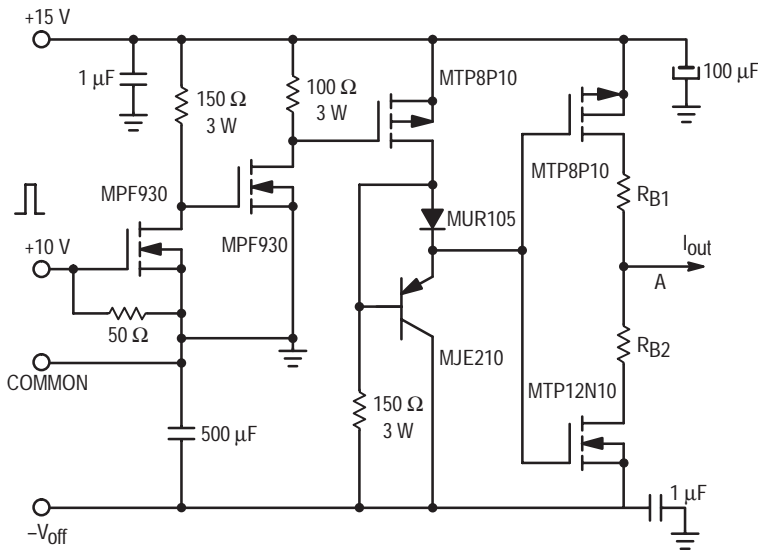 +15 V
1 μF
150 Ω
3 W
100 Ω
3 W
MTP8P10
100 μF
MPF930
MTP8P10
RB1
MUR105
+10 V
MPF930
Iout
A
50 Ω
RB2
COMMON
MJE210
MTP12N10
500 μF
150 Ω
3 W
1 μF
–Voff